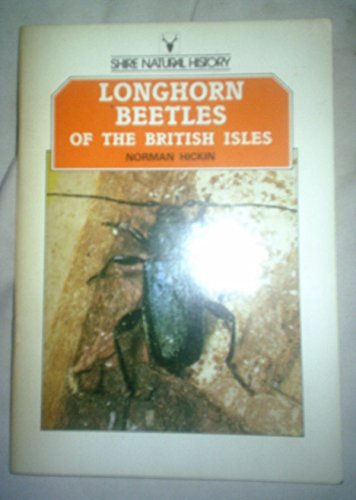 SHIRE NATURAL HISTORY
LONGHORN
BEETLES
OF THE BRITISH ISLES
NORMAN HICKIN